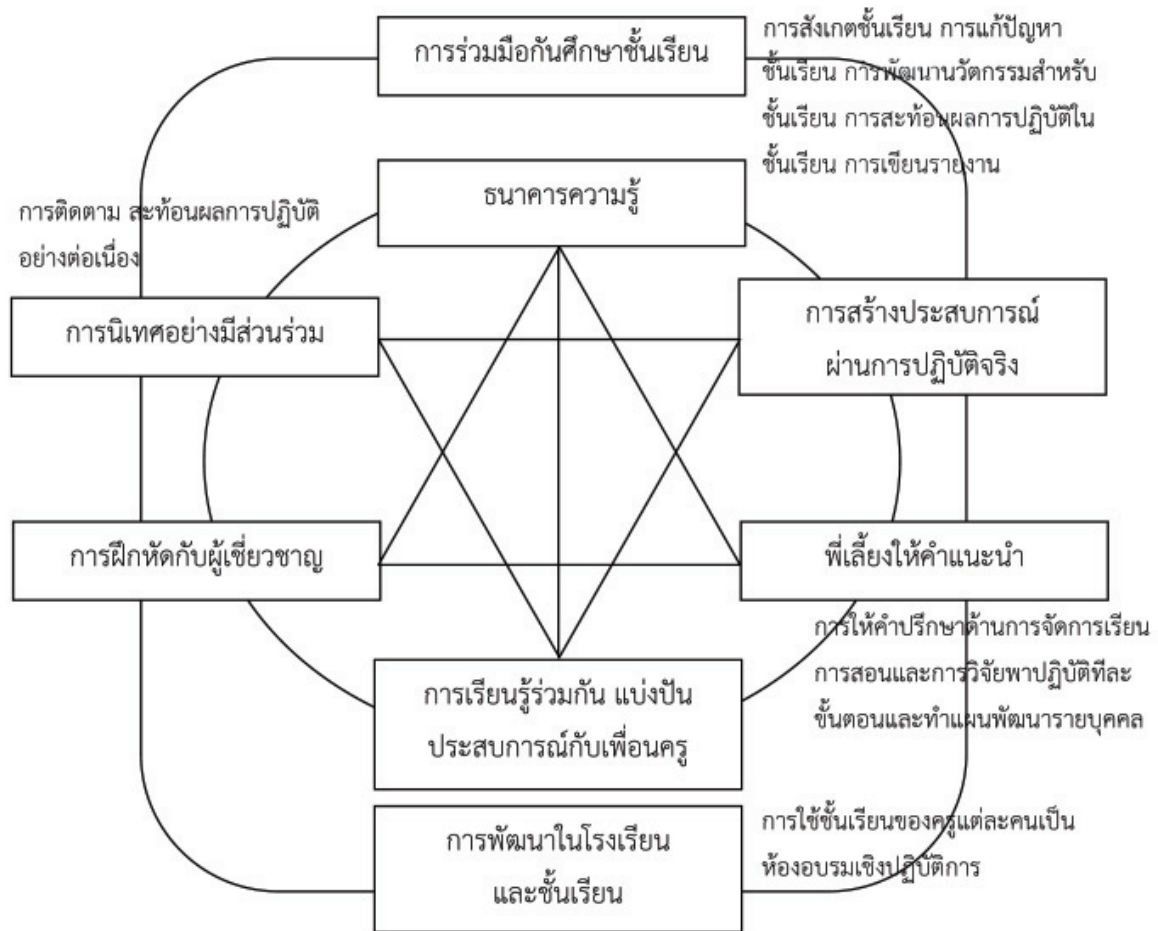 การร่วมมือกันศึกษาชั้นเรียน
การสังเกตชั้นเรียน การแก้ปัญหา
ชั้นเรียน การพัฒนานวัตกรรมสำหรับ
ชั้นเรียน การสะท้อนผลการปฏิบัติใน
ชั้นเรียน การเขียนรายงาน
ธนาคารความรู้
การติดตาม สะท้อนผลการปฏิบัติ
อย่างต่อเนื่อง
การนิเทศอย่างมีส่วนร่วม
การสร้างประสบการณ์
ผ่านการปฏิบัติจริง
การฝึกหัดกับผู้เชี่ยวชาญ
พี่เลี้ยงให้คำแนะนำ
การให้คำปรึกษาด้านการจัดการเรียน
การสอนและการวิจัยพาปฏิบัติทีละ
ขั้นตอนและทำแผนพัฒนารายบุคคล
การเรียนรู้ร่วมกัน แบ่งปัน
ประสบการณ์กับเพื่อนครู
การพัฒนาในโรงเรียน
และชั้นเรียน
การใช้ชั้นเรียนของครูแต่ละคนเป็น
ห้องอบรมเชิงปฏิบัติการ